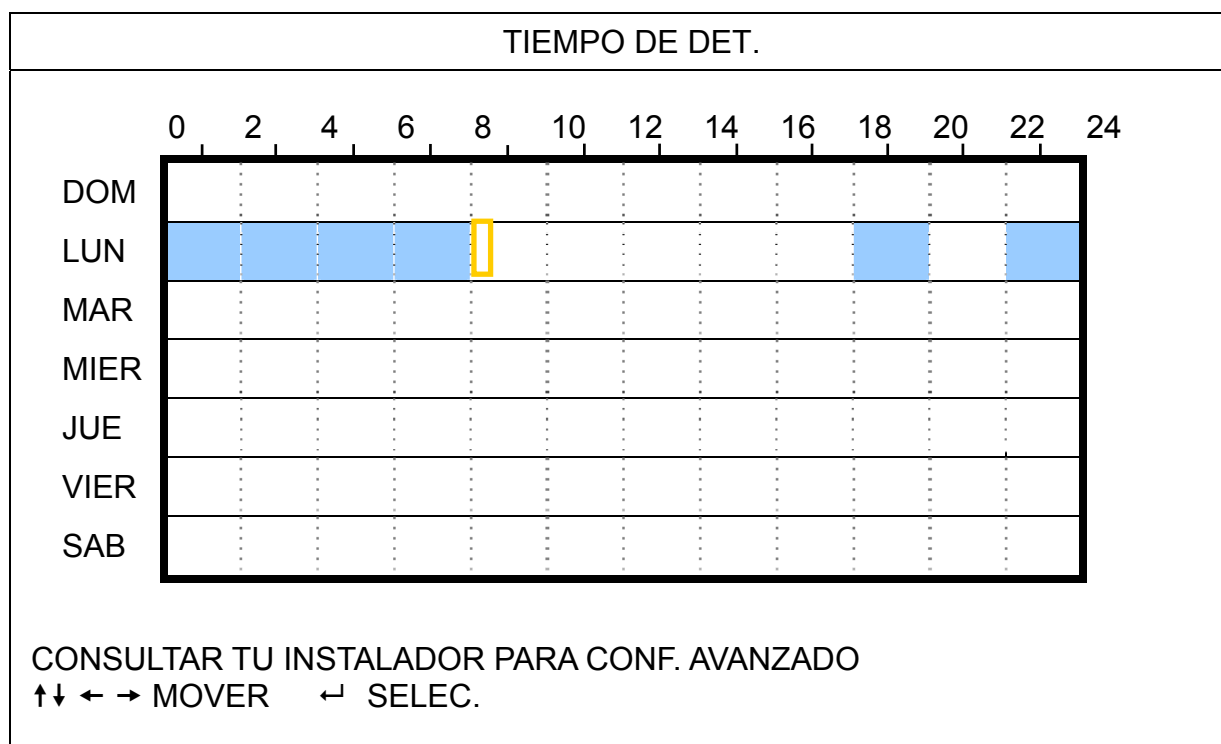 TIEMPO DE DET.
0 2 4 6 8 10 12 14 16 18 20 22 24
DOM
LUN
MAR
MIER
JUE
VIER
SAB
CONSULTAR TU INSTALADOR PARA CONF. AVANZADO
↑↓ ← → MOVER ↵ SELEC.